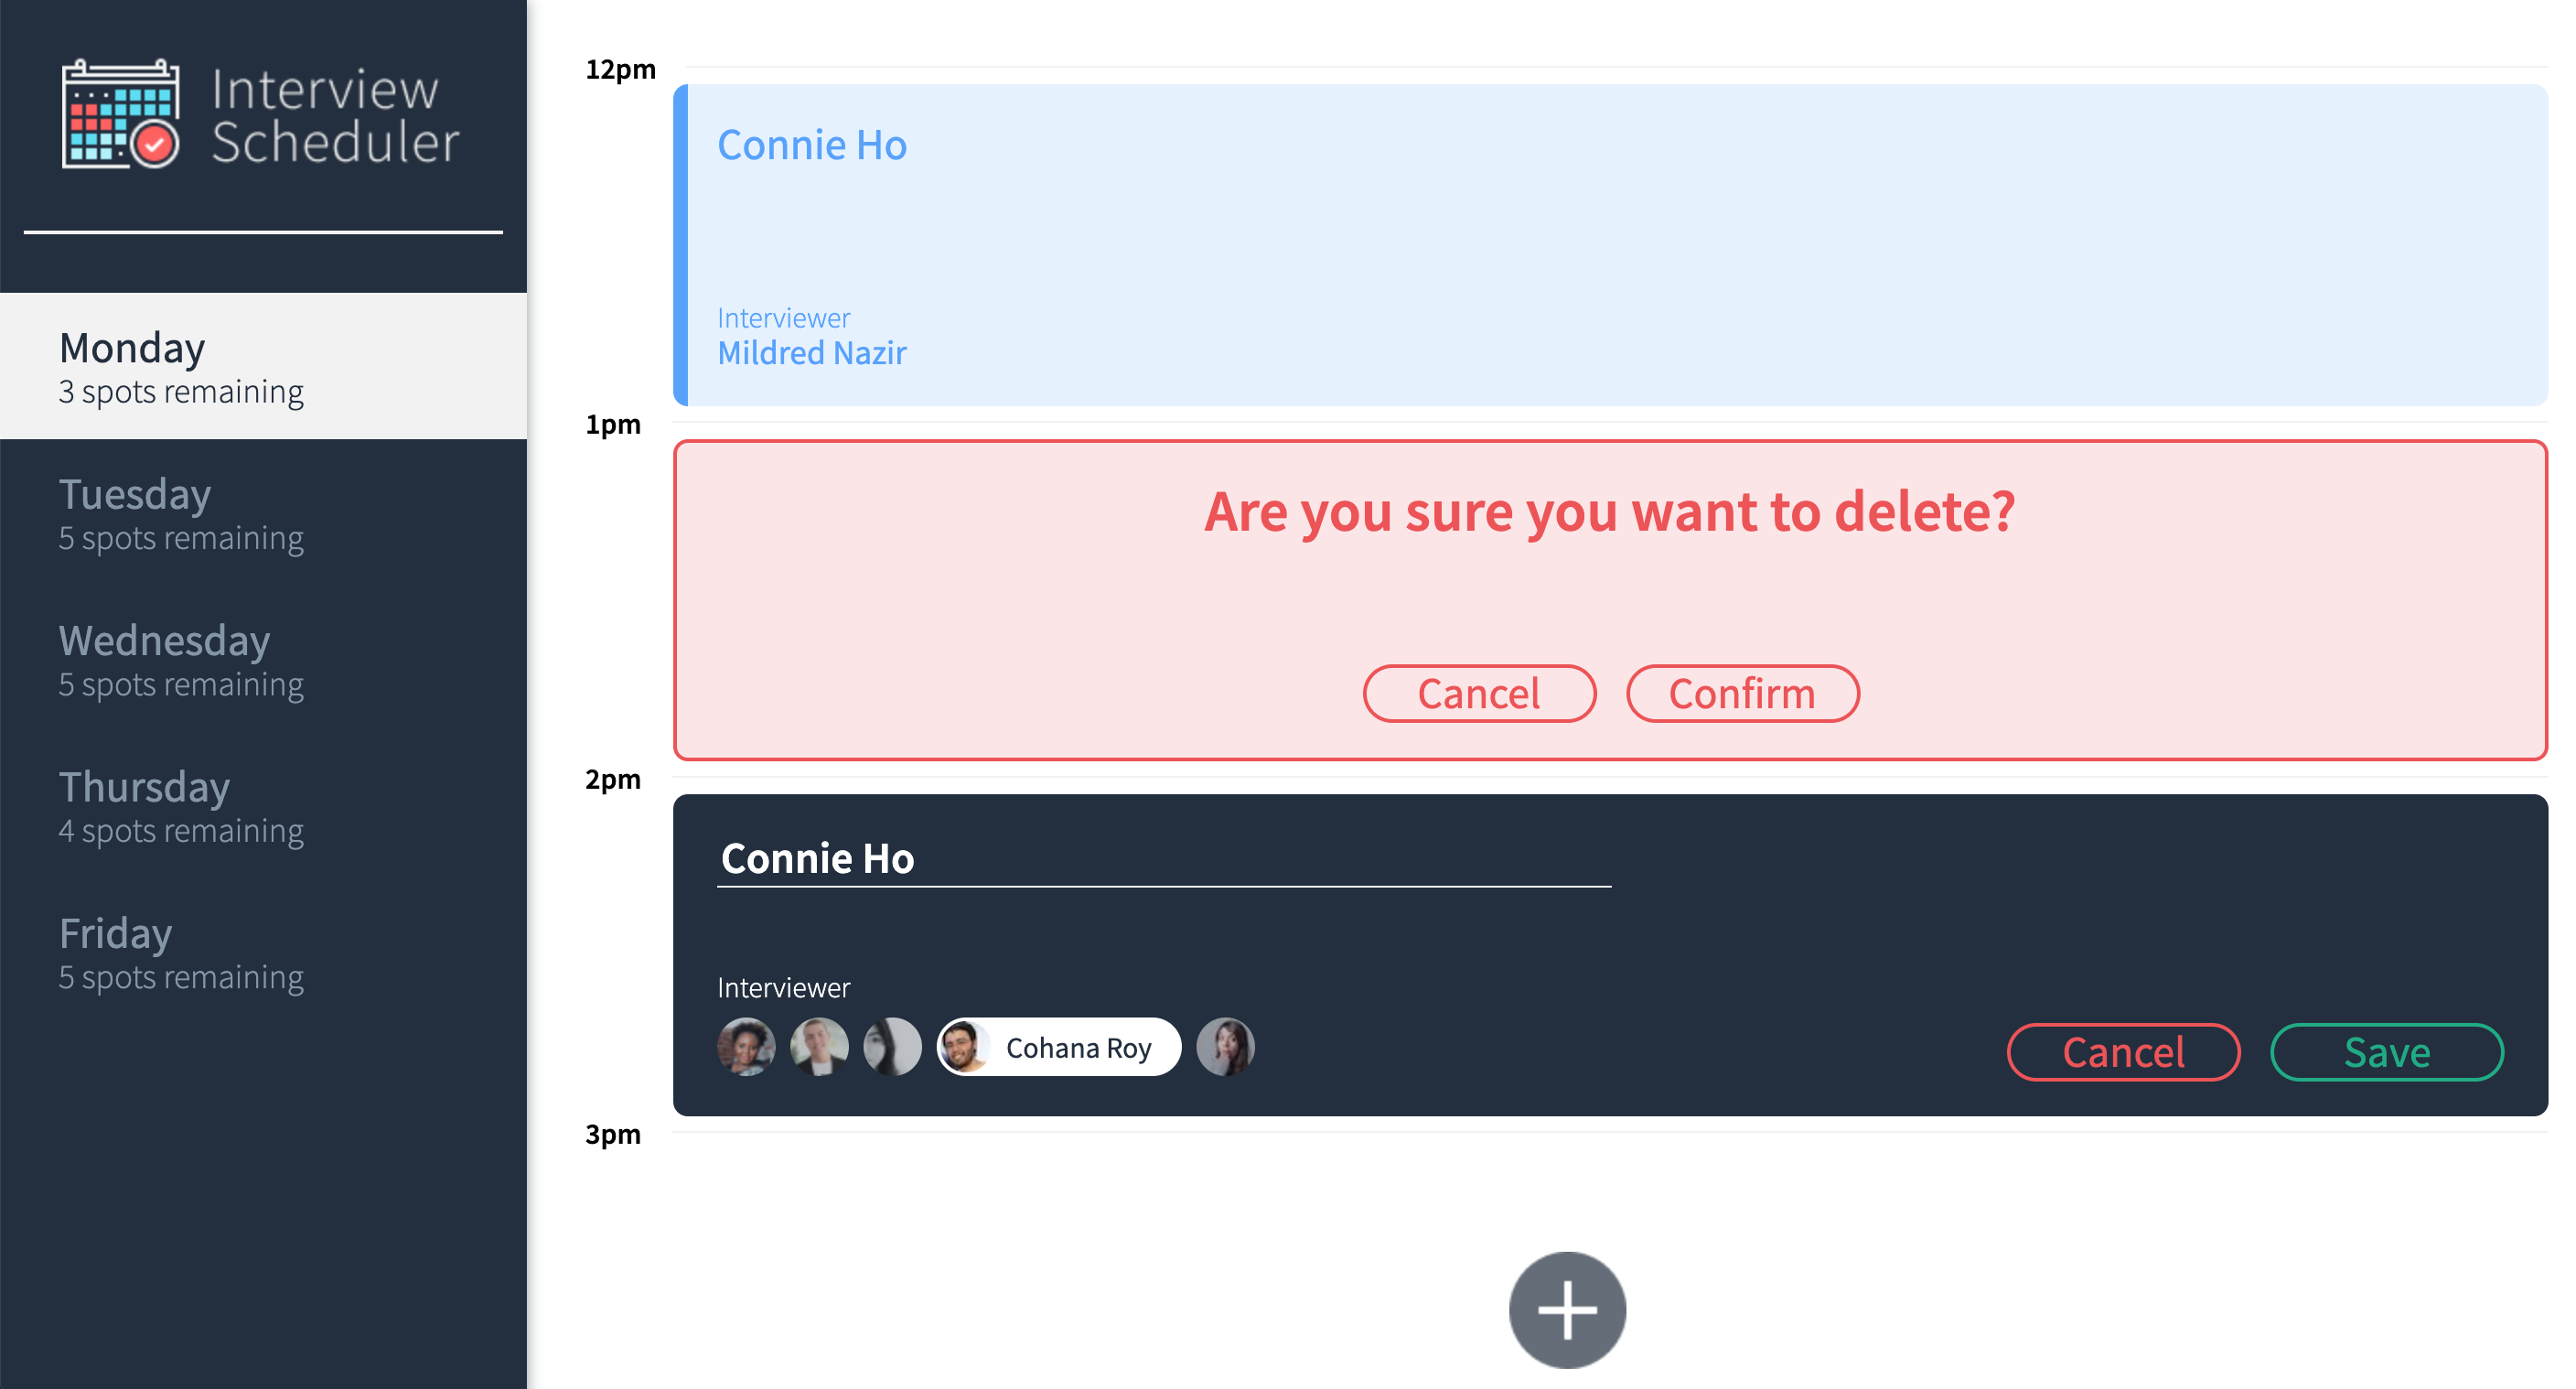 Interview
Scheduler
Monday
3 spots remaining
Tuesday
5 spots remaining
Wednesday
5 spots remaining
Thursday
4 spots remaining
Friday
5 spots remaining
12pm
Connie Ho
Interviewer
Mildred Nazir
1pm
Are you sure you want to delete?
Cancel Confirm
2pm
Connie Ho
Interviewer
Cohana Roy
Cancel Save
3pm